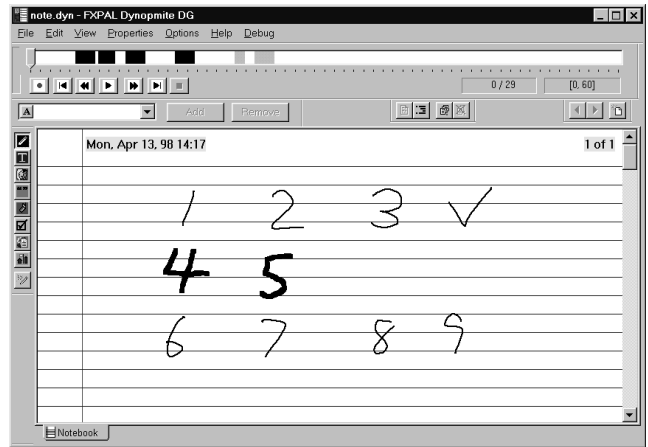 note.dyn - FXPAL Dynopmite DG
File Edit View Properties Options Help Debug
0 / 29 [0, 60]
A Add Remove
Mon, Apr 13, 98 14:17 1 of 1
1 2 3 ✓
4 5
6 7 8 9
Notebook